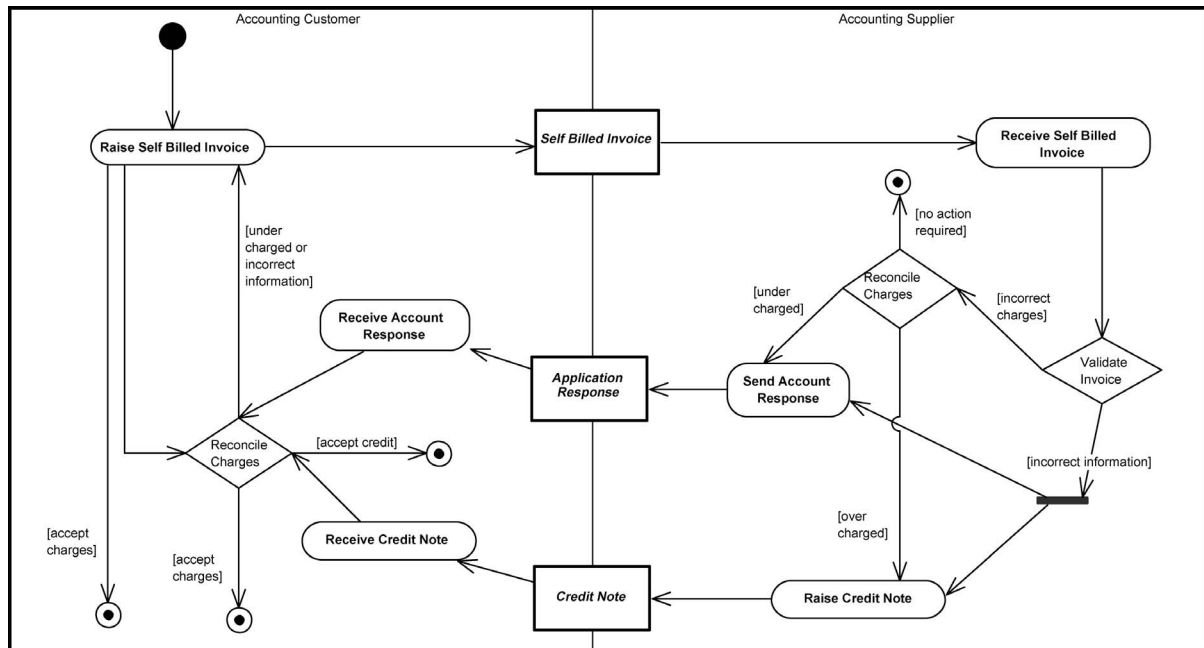 Accounting Customer
Accounting Supplier
Raise Self Billed Invoice
Self Billed Invoice
Receive Self Billed
Invoice
[no action
required]
[under
charged or
incorrect
information]
Reconcile
Charges
[under
charged]
[incorrect
charges]
Receive Account
Response
Validate
Invoice
Application
Response
Send Account
Response
Reconcile
Charges
[accept credit]
[incorrect information]
[over
charged]
Receive Credit Note
[accept
charges]
[accept
charges]
Credit Note
Raise Credit Note